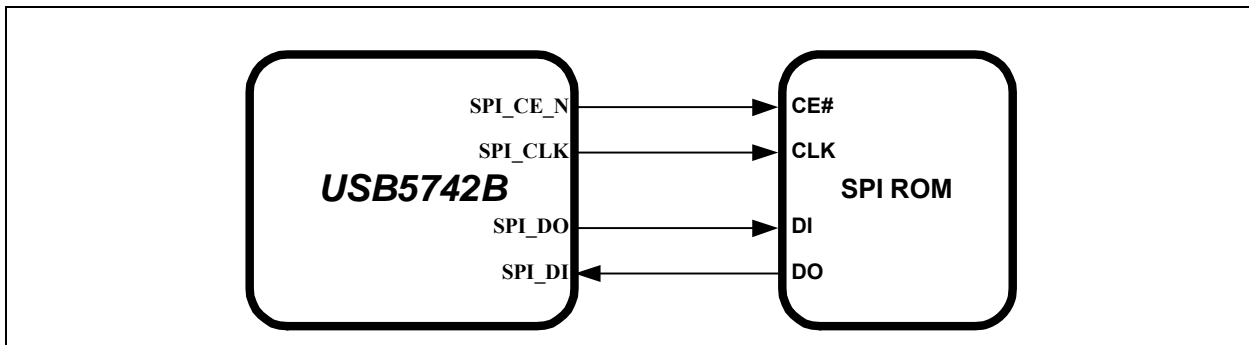 SPI_CE_N CE#
SPI_CLK CLK
USB5742B SPI ROM
SPI_DO DI
SPI_DI DO